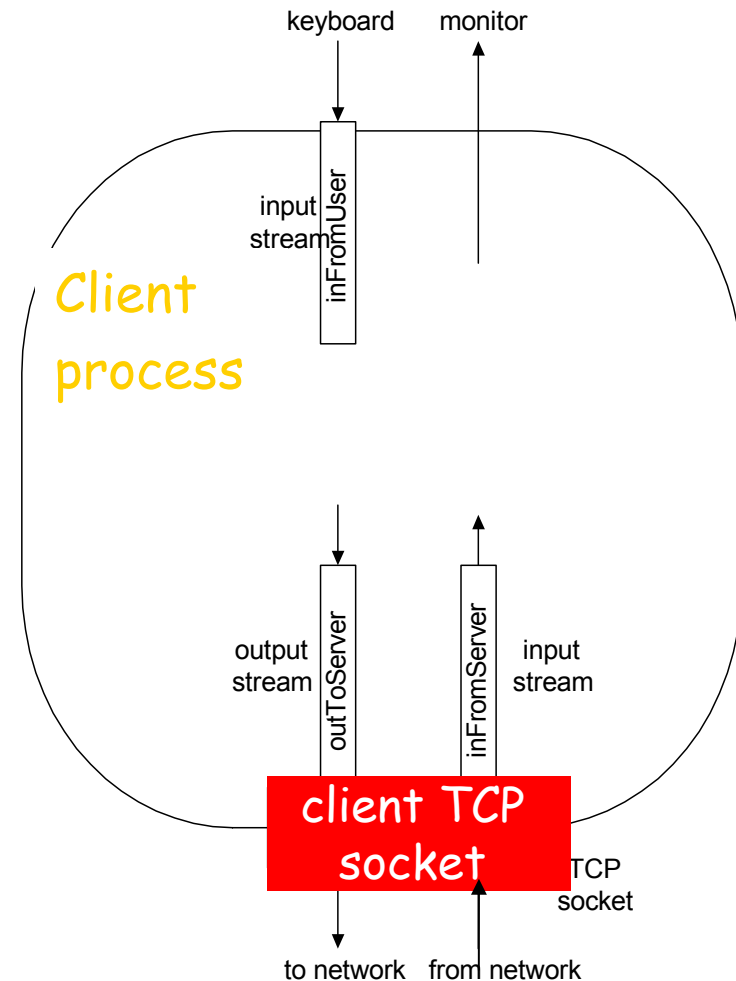 keyboard
monitor
input
stream
inFromUser
Client
process
output
stream
outToServer
inFromServer
input
stream
client TCP
socket
TCP
socket
to network
from network